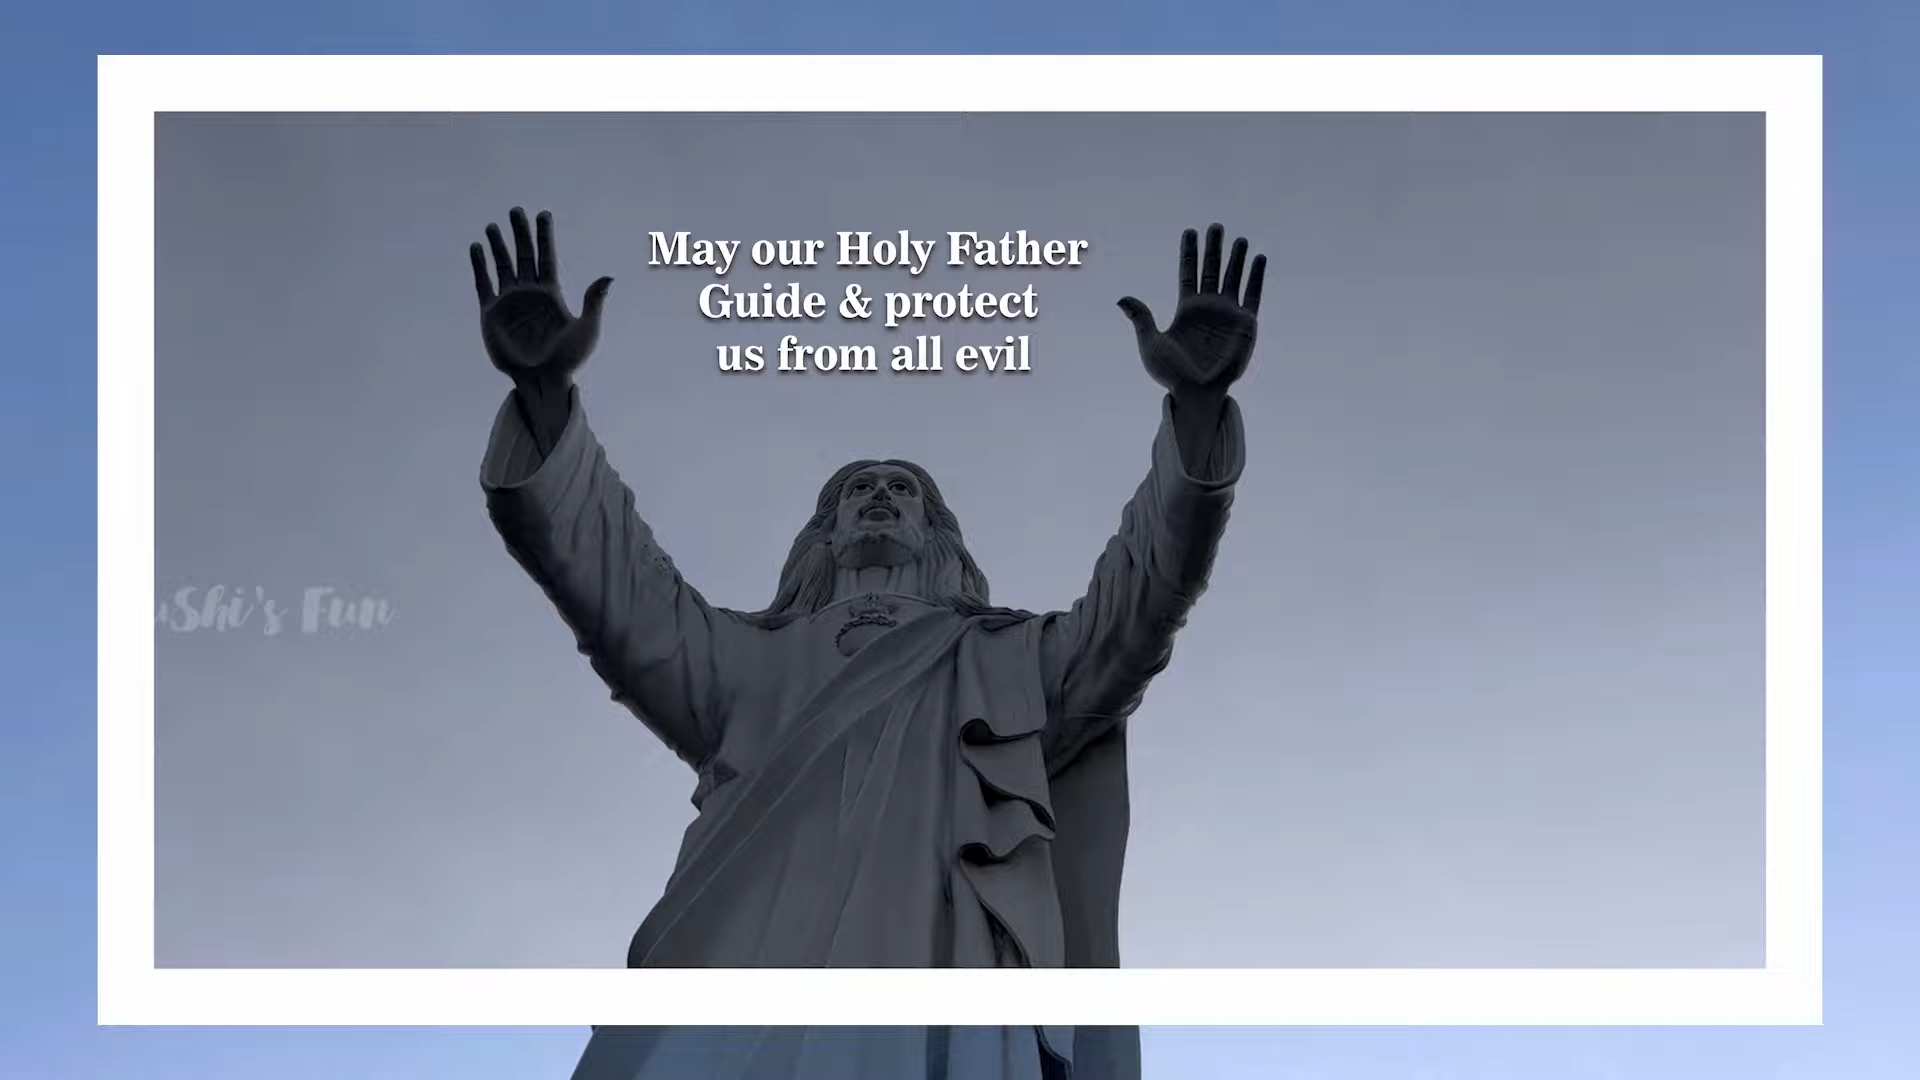 May our Holy Father
Guide & protect
us from all evil
Shi's Fun